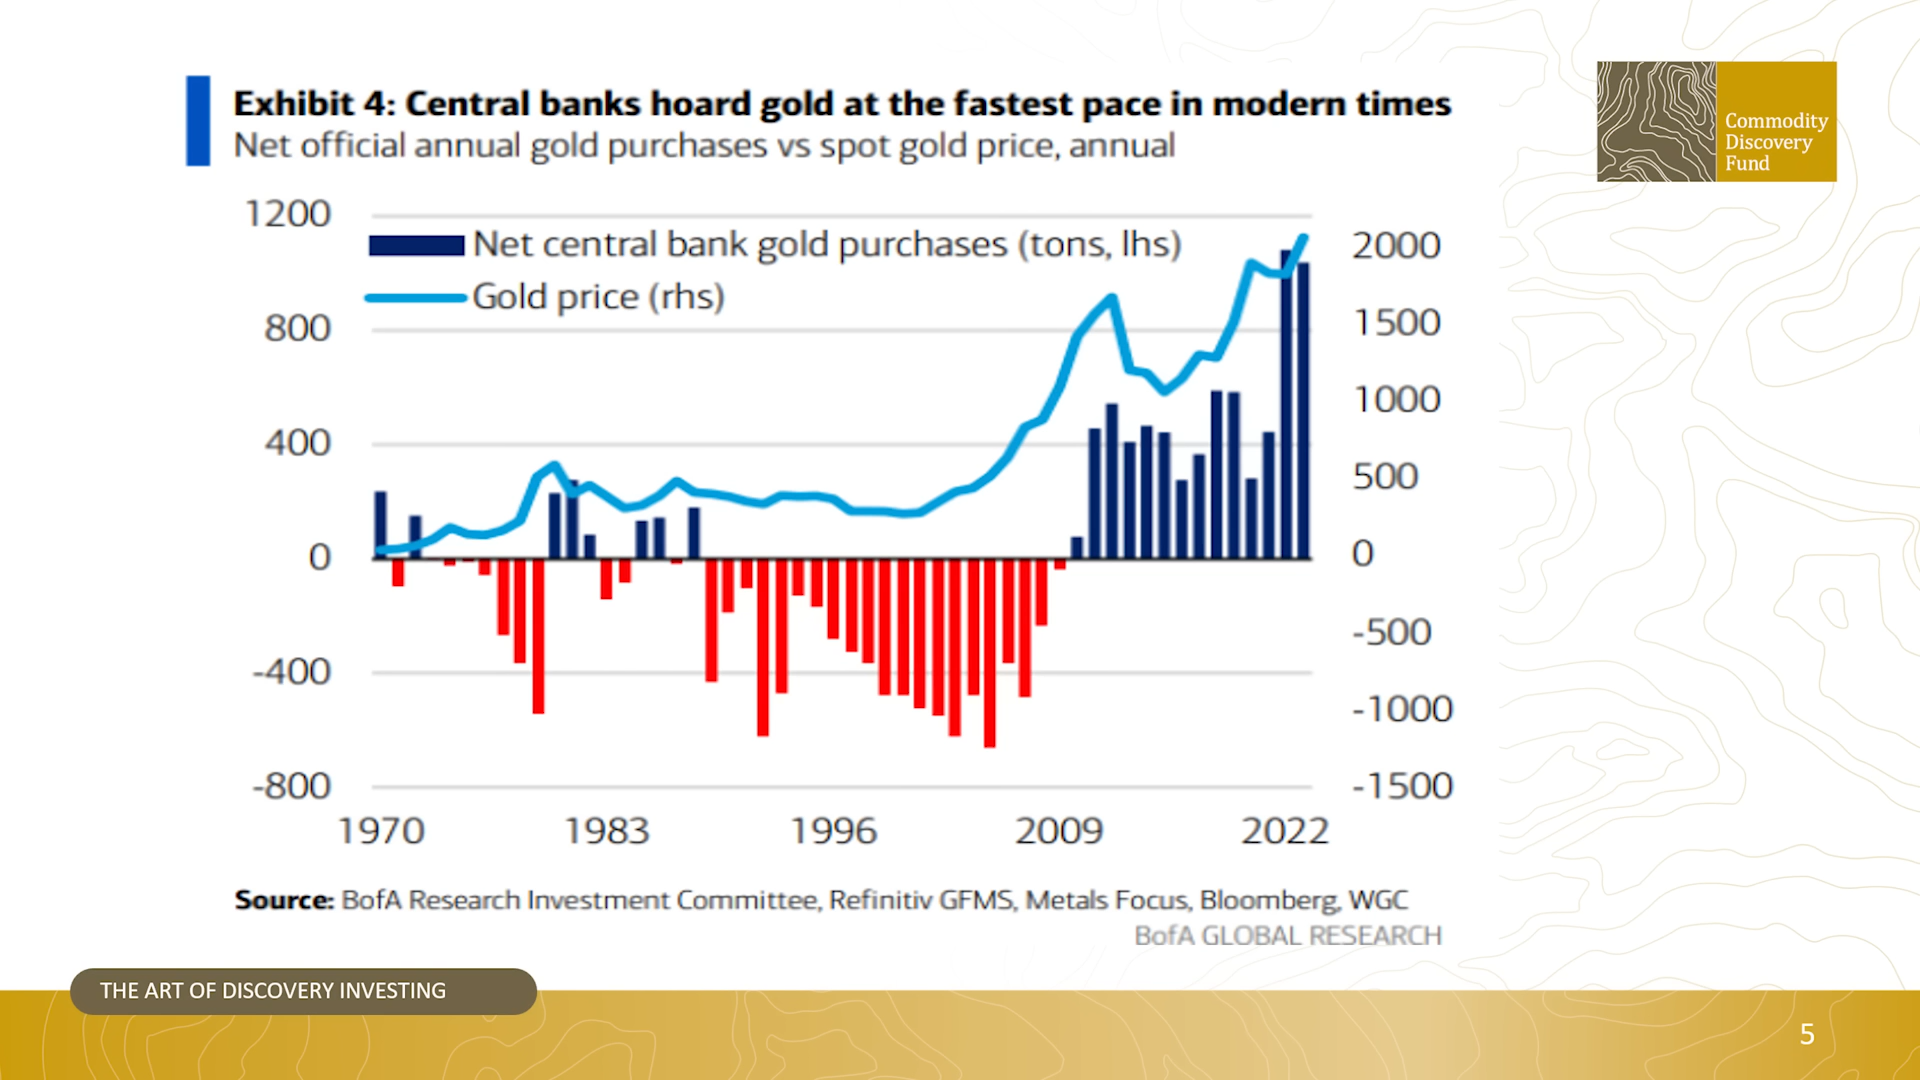 Exhibit 4: Central banks hoard gold at the fastest pace in modern times
Net official annual gold purchases vs spot gold price, annual
Commodity
Discovery
Fund
1200
Net central bank gold purchases (tons, lhs)
2000
Gold price (rhs)
800
1500
1000
400
500
0
0
-500
-400
-1000
-800
-1500
1970
1983
1996
2009
2022
Source: BofA Research Investment Committee, Refinitiv GFMS, Metals Focus, Bloomberg, WGC
BofA GLOBAL RESEARCH
THE ART OF DISCOVERY INVESTING
5